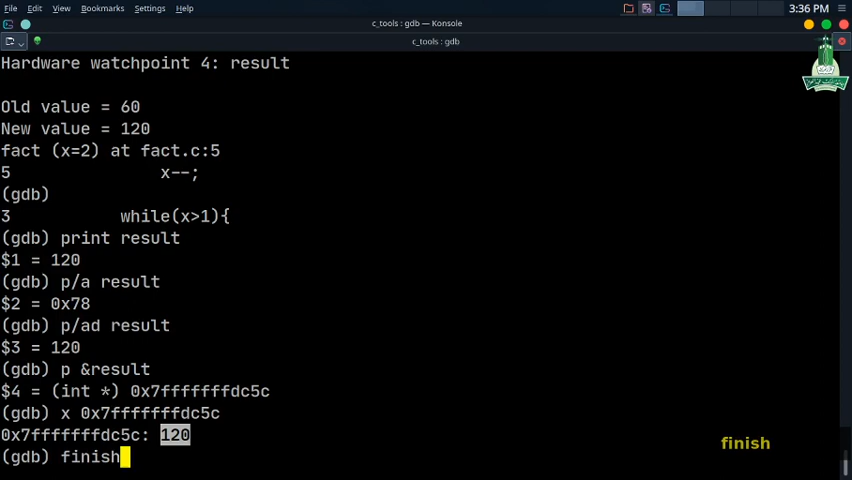 File Edit View Bookmarks Settings Help
3:36 PM
c_tools : gdb — Konsole
c_tools : gdb
Hardware watchpoint 4: result
Old value = 60
New value = 120
fact (x=2) at fact.c:5
5 x--;
(gdb)
3 while(x>1){
(gdb) print result
$1 = 120
(gdb) p/a result
$2 = 0x78
(gdb) p/ad result
$3 = 120
(gdb) p &result
$4 = (int *) 0x7fffffffdc5c
(gdb) x 0x7fffffffdc5c
0x7fffffffdc5c: 120
(gdb) finish
finish